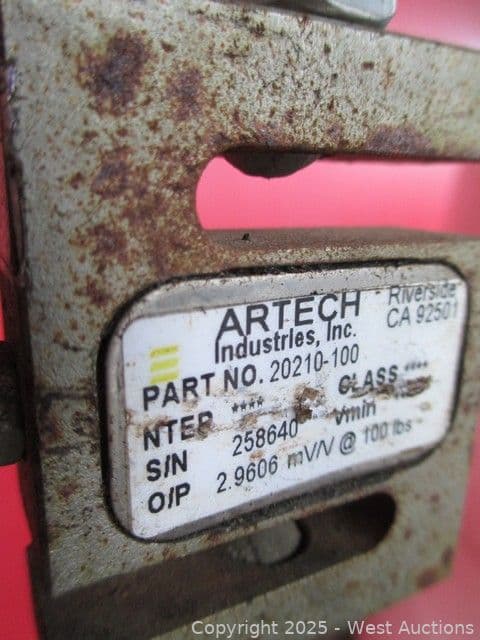 ARTECH
Industries, Inc.
Riverside
CA 92501
PART NO. 20210-100
NTEP **** CLASS ****
S/N 258640 Vmin
O/P 2.9606 mV/V @ 100 lbs
Copyright 2025 - West Auctions